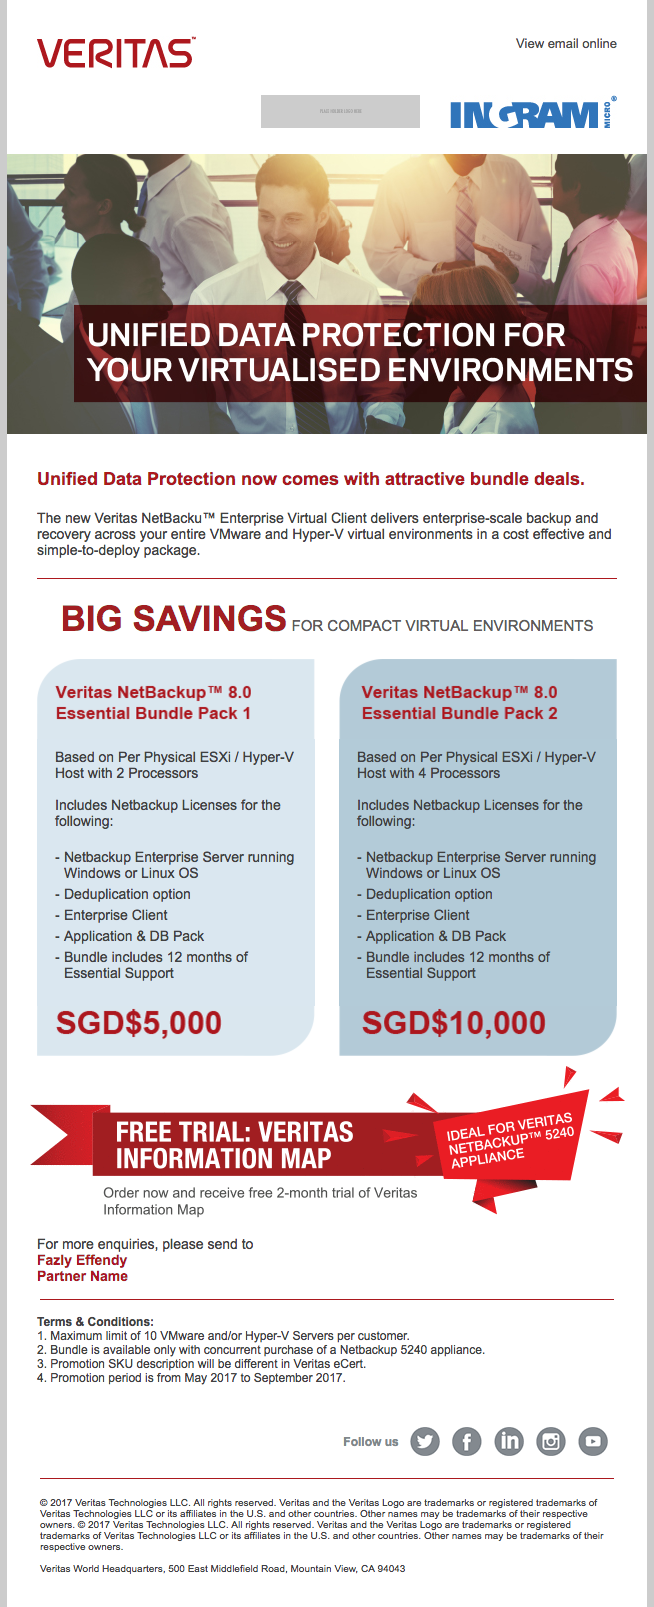 VERITAS™
View email online
INGRAM MICRO®
UNIFIED DATA PROTECTION FOR
YOUR VIRTUALISED ENVIRONMENTS
Unified Data Protection now comes with attractive bundle deals.
The new Veritas NetBacku™ Enterprise Virtual Client delivers enterprise-scale backup and
recovery across your entire VMware and Hyper-V virtual environments in a cost effective and
simple-to-deploy package.
BIG SAVINGS FOR COMPACT VIRTUAL ENVIRONMENTS
Veritas NetBackup™ 8.0
Essential Bundle Pack 1
Based on Per Physical ESXi / Hyper-V
Host with 2 Processors
Includes Netbackup Licenses for the
following:
- Netbackup Enterprise Server running
Windows or Linux OS
- Deduplication option
- Enterprise Client
- Application & DB Pack
- Bundle includes 12 months of
Essential Support
SGD$5,000
Veritas NetBackup™ 8.0
Essential Bundle Pack 2
Based on Per Physical ESXi / Hyper-V
Host with 4 Processors
Includes Netbackup Licenses for the
following:
- Netbackup Enterprise Server running
Windows or Linux OS
- Deduplication option
- Enterprise Client
- Application & DB Pack
- Bundle includes 12 months of
Essential Support
SGD$10,000
FREE TRIAL: VERITAS
INFORMATION MAP
IDEAL FOR VERITAS
NETBACKUP™ 5240
APPLIANCE
Order now and receive free 2-month trial of Veritas
Information Map
For more enquiries, please send to
Fazly Effendy
Partner Name
Terms & Conditions:
1. Maximum limit of 10 VMware and/or Hyper-V Servers per customer.
2. Bundle is available only with concurrent purchase of a Netbackup 5240 appliance.
3. Promotion SKU description will be different in Veritas eCert.
4. Promotion period is from May 2017 to September 2017.
Follow us
© 2017 Veritas Technologies LLC. All rights reserved. Veritas and the Veritas Logo are trademarks or registered trademarks of
Veritas Technologies LLC or its affiliates in the U.S. and other countries. Other names may be trademarks of their respective
owners. © 2017 Veritas Technologies LLC. All rights reserved. Veritas and the Veritas Logo are trademarks or registered
trademarks of Veritas Technologies LLC or its affiliates in the U.S. and other countries. Other names may be trademarks of their
respective owners.
Veritas World Headquarters, 500 East Middlefield Road, Mountain View, CA 94043